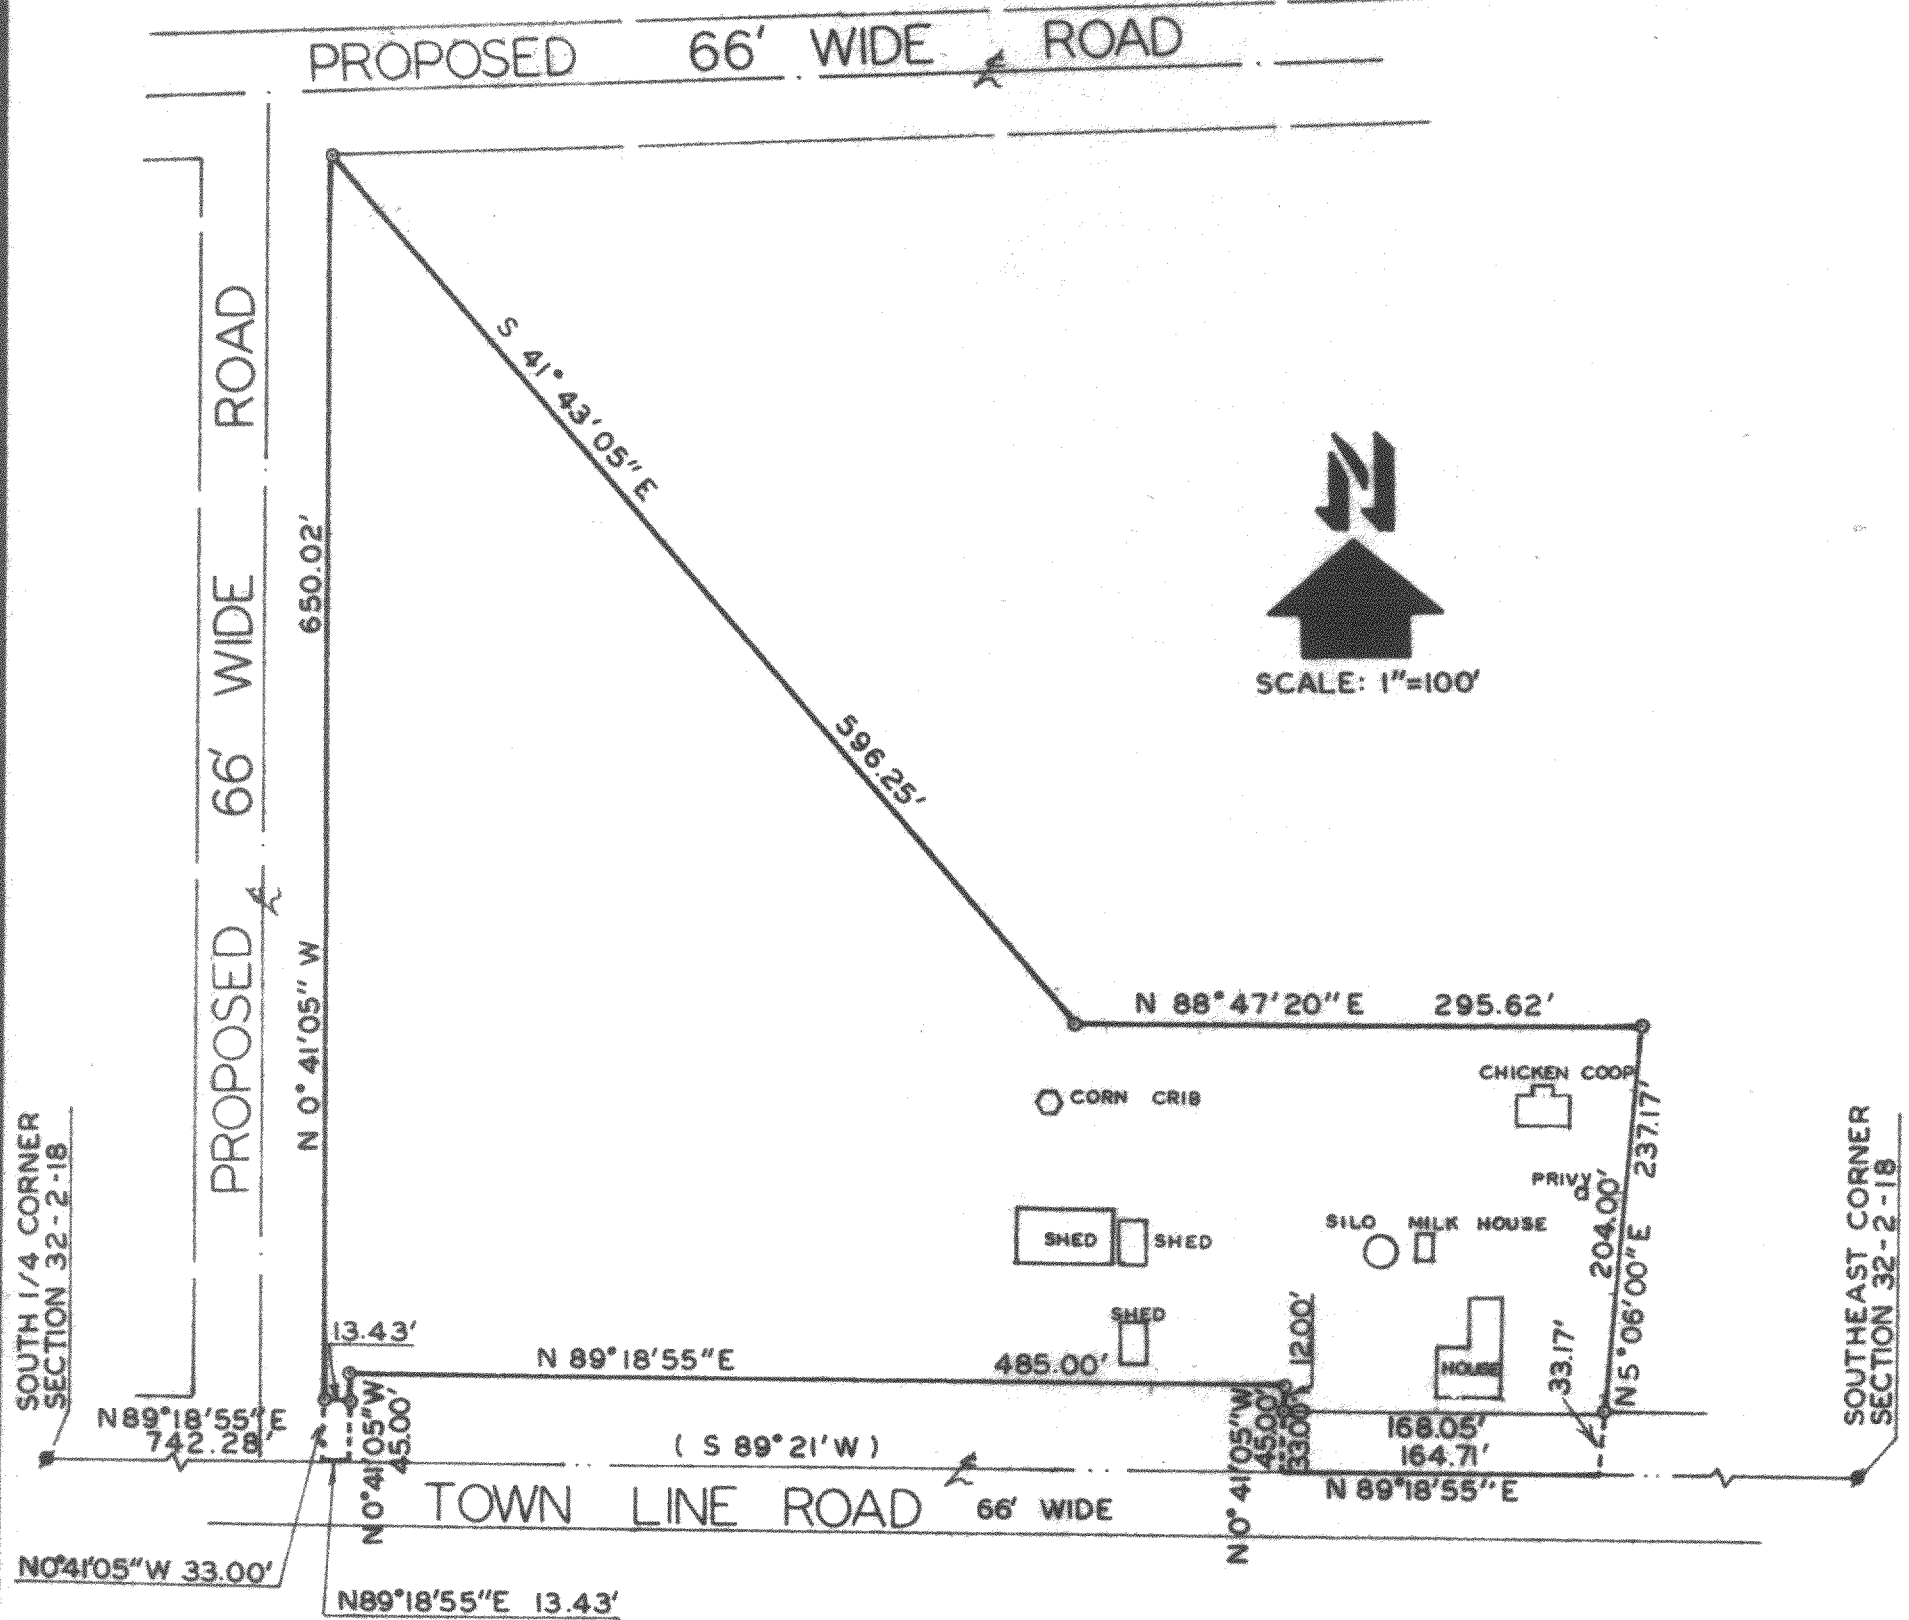 PROPOSED 66' WIDE ROAD
PROPOSED 66' WIDE ROAD
S 41° 43' 05" E
596.25'
650.02'
N 0° 41' 05" W
SCALE: 1"=100'
N 88° 47' 20" E 295.62'
CHICKEN COOP
CORN CRIB
237.17'
PRIVY
204.00'
N 5° 06' 00" E
SILO
MILK HOUSE
SHED
SHED
SHED
HOUSE
12.00'
33.17'
13.43'
N 89° 18' 55" E
485.00'
SOUTH 1/4 CORNER
SECTION 32-2-18
SOUTHEAST CORNER
SECTION 32-2-18
N 89° 18' 55" E
742.28'
N 0° 41' 05" W
45.00'
( S 89° 21' W )
N 0° 41' 05" W
45.00'
33.00'
168.05'
164.71'
N 89° 18' 55" E
TOWN LINE ROAD 66' WIDE
N 0° 41' 05" W 33.00'
N 89° 18' 55" E 13.43'
N